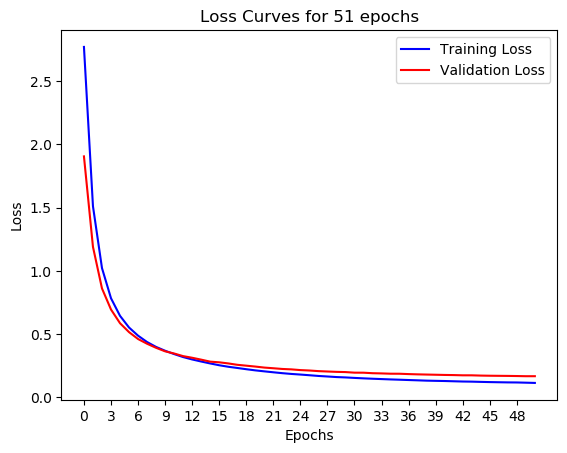 Loss Curves for 51 epochs
Training Loss
Validation Loss
2.5
2.0
1.5
1.0
0.5
0.0
Loss
0 3 6 9 12 15 18 21 24 27 30 33 36 39 42 45 48
Epochs